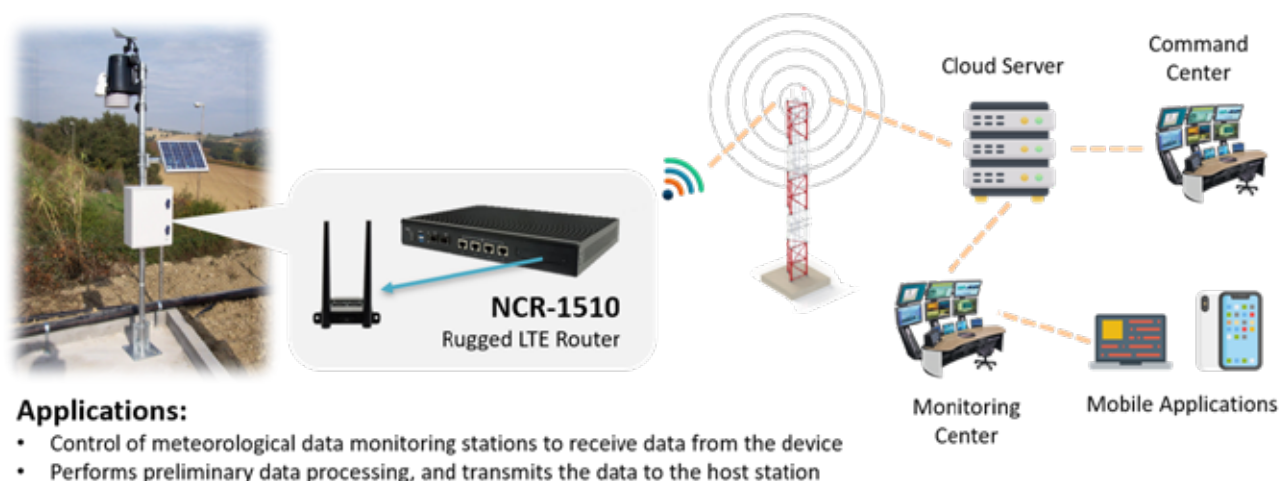 Cloud Server
Command
Center
NCR-1510
Rugged LTE Router
Monitoring
Center
Mobile Applications
Applications:
• Control of meteorological data monitoring stations to receive data from the device
• Performs preliminary data processing, and transmits the data to the host station